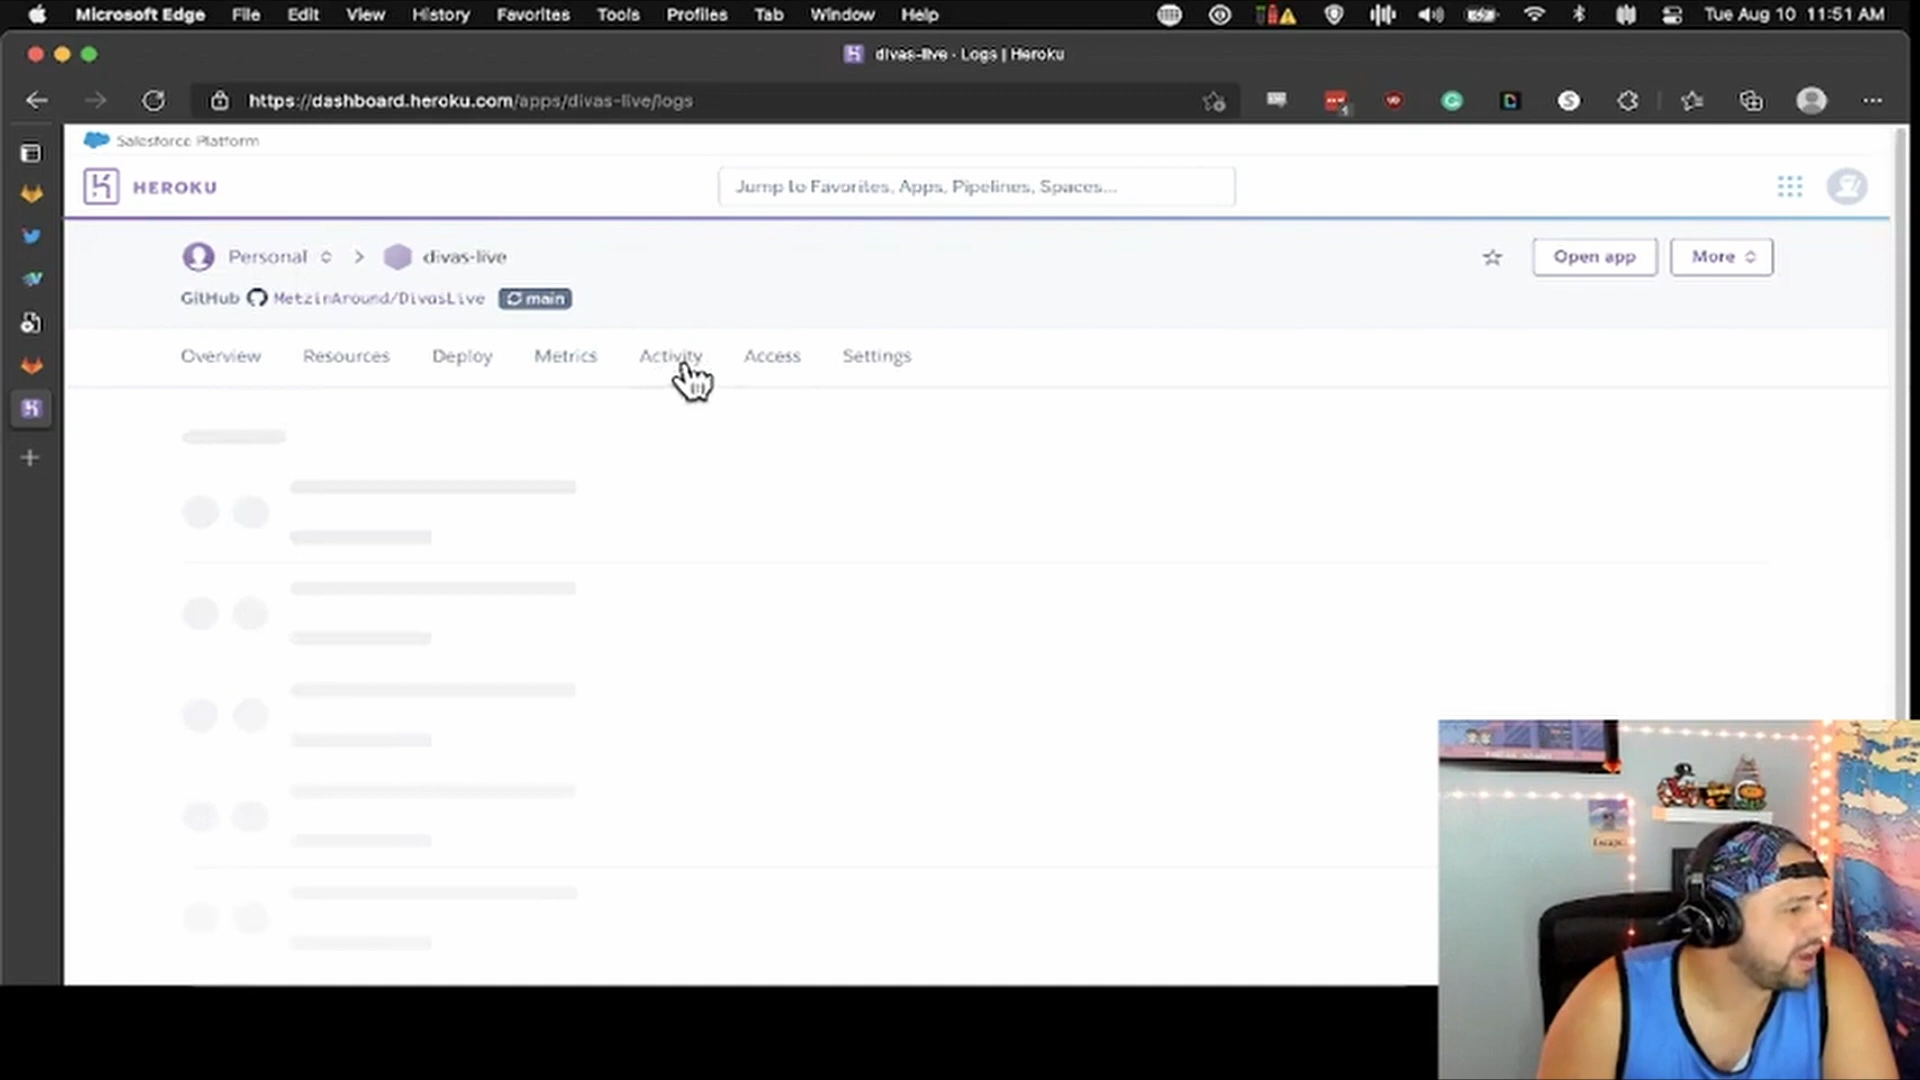 Microsoft Edge File Edit View History Favorites Tools Profiles Tab Window Help Tue Aug 10 11:51 AM
divas-live · Logs | Heroku
https://dashboard.heroku.com/apps/divas-live/logs
Salesforce Platform
HEROKU
Jump to Favorites, Apps, Pipelines, Spaces...
Personal > divas-live
Open app
More
GitHub MetzinAround/DivasLive main
Overview Resources Deploy Metrics Activity Access Settings
Escape